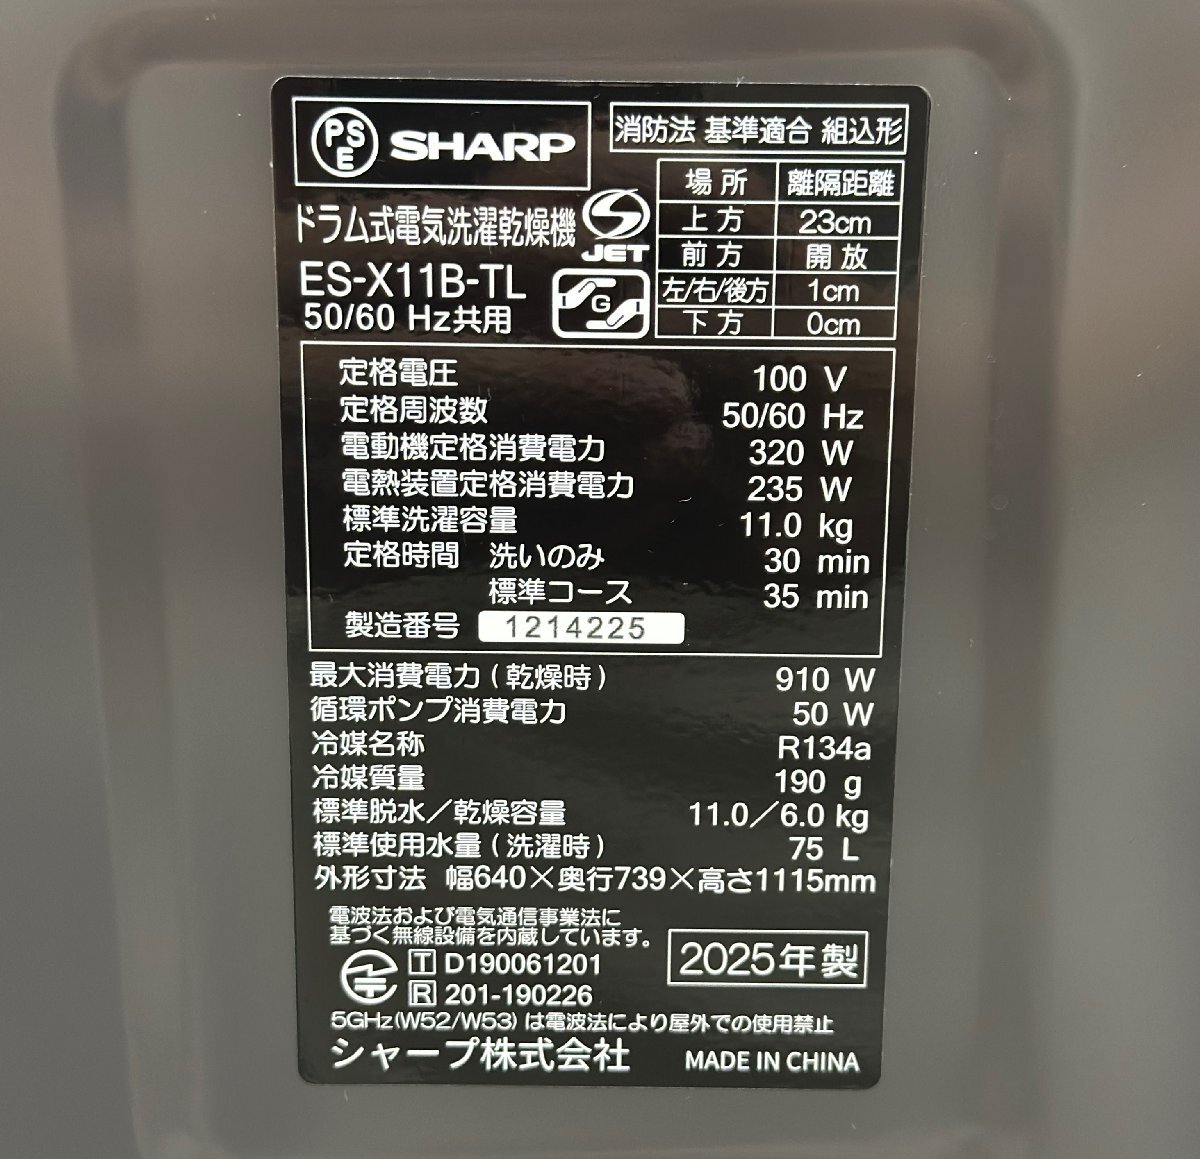 PS
E
SHARP
消防法 基準適合 組込形
場所 離隔距離
上方 23cm
前方 開放
左/右/後方 1cm
下方 0cm
ドラム式電気洗濯乾燥機
JET
ES-X11B-TL
G
50/60 Hz共用
定格電圧 100 V
定格周波数 50/60 Hz
電動機定格消費電力 320 W
電熱装置定格消費電力 235 W
標準洗濯容量 11.0 kg
定格時間 洗いのみ 30 min
標準コース 35 min
製造番号 1214225
最大消費電力(乾燥時) 910 W
循環ポンプ消費電力 50 W
冷媒名称 R134a
冷媒質量 190 g
標準脱水/乾燥容量 11.0/6.0 kg
標準使用水量(洗濯時) 75 L
外形寸法 幅640×奥行739×高さ1115mm
電波法および電気通信事業法に
基づく無線設備を内蔵しています。
T D190061201
R 201-190226
2025年製
5GHz(W52/W53)は電波法により屋外での使用禁止
シャープ株式会社 MADE IN CHINA